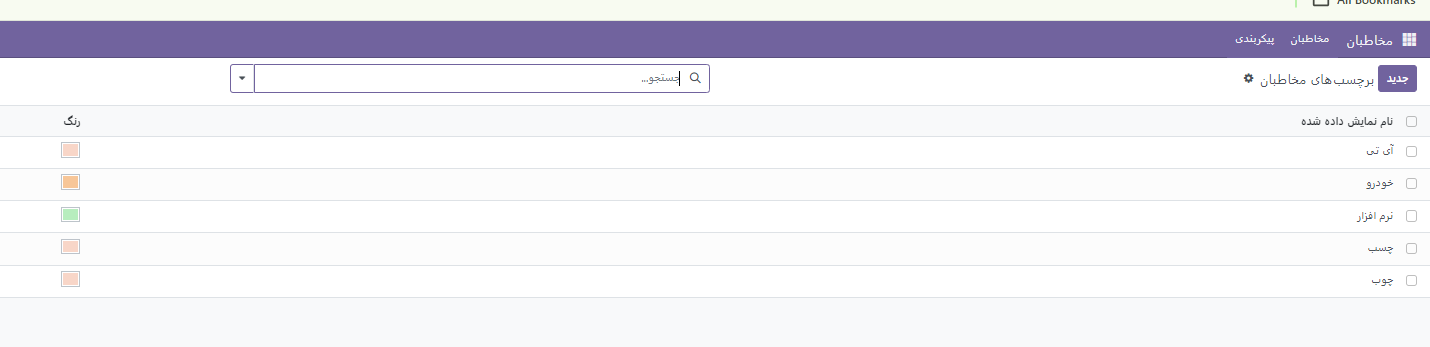 All Bookmarks
مخاطبان مخاطبان پیکربندی
جدید برچسب‌های مخاطبان
جستجو...
نام نمایش داده شده رنگ
آی تی
خودرو
نرم افزار
چسب
چوب